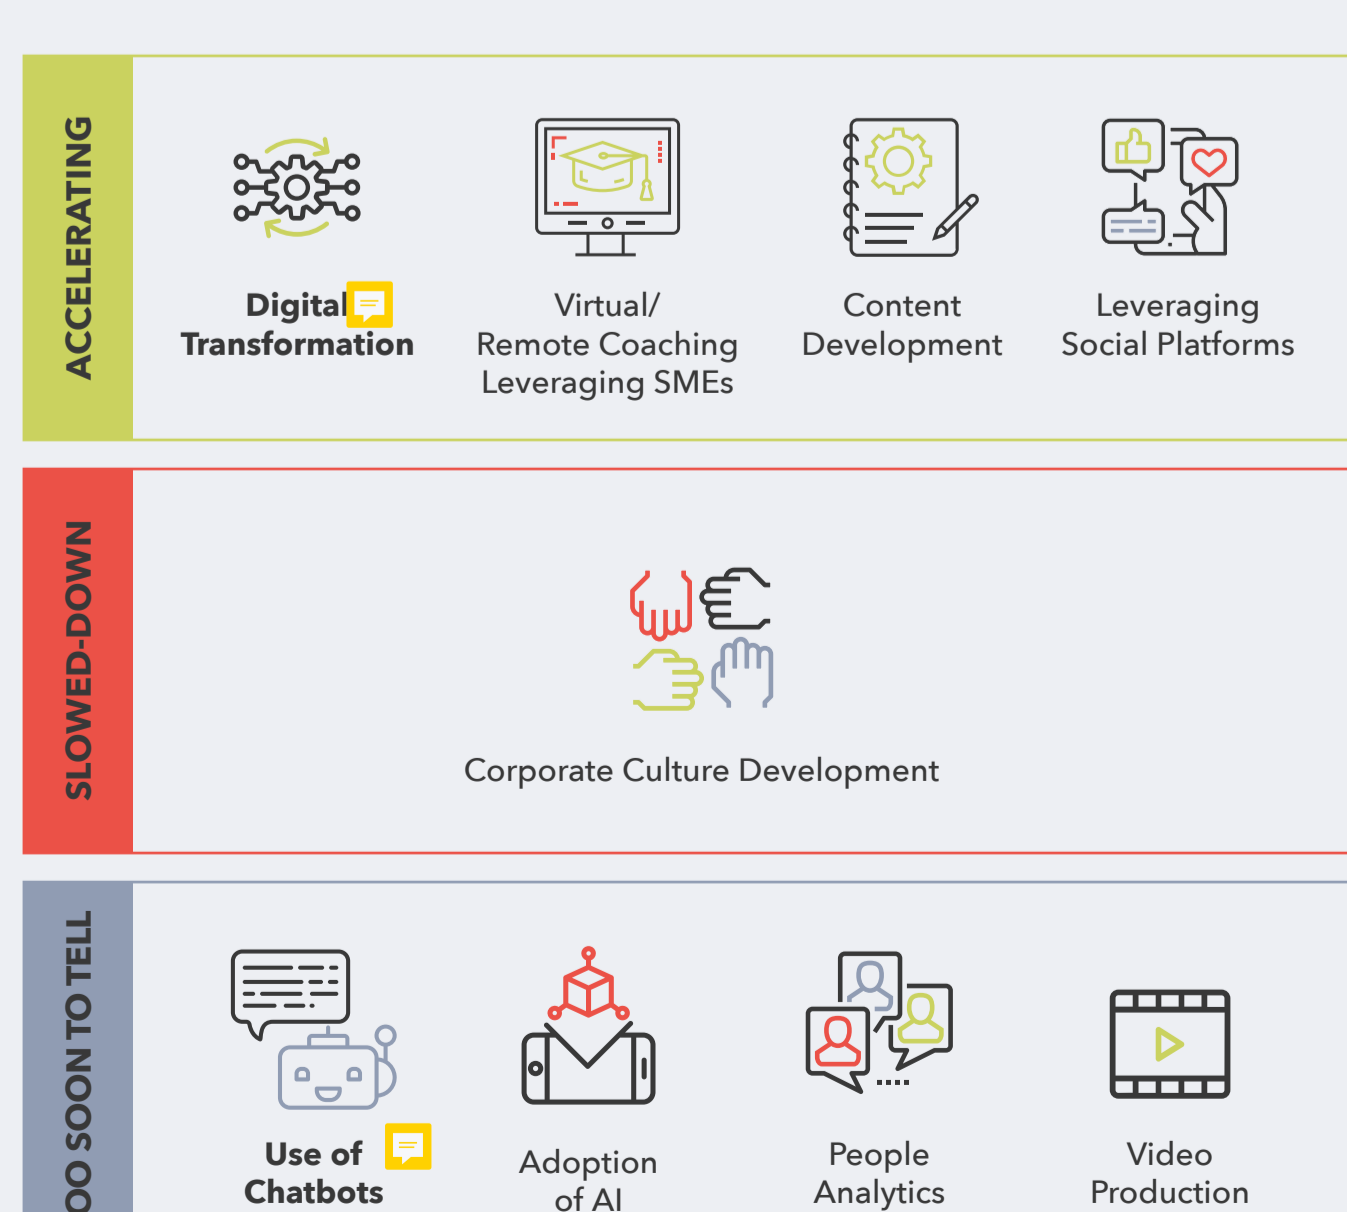 ACCELERATING
Digital
Transformation
Virtual/
Remote Coaching
Leveraging SMEs
Content
Development
Leveraging
Social Platforms
SLOWED-DOWN
Corporate Culture Development
OO SOON TO TELL
Use of
Chatbots
Adoption
of AI
People
Analytics
Video
Production